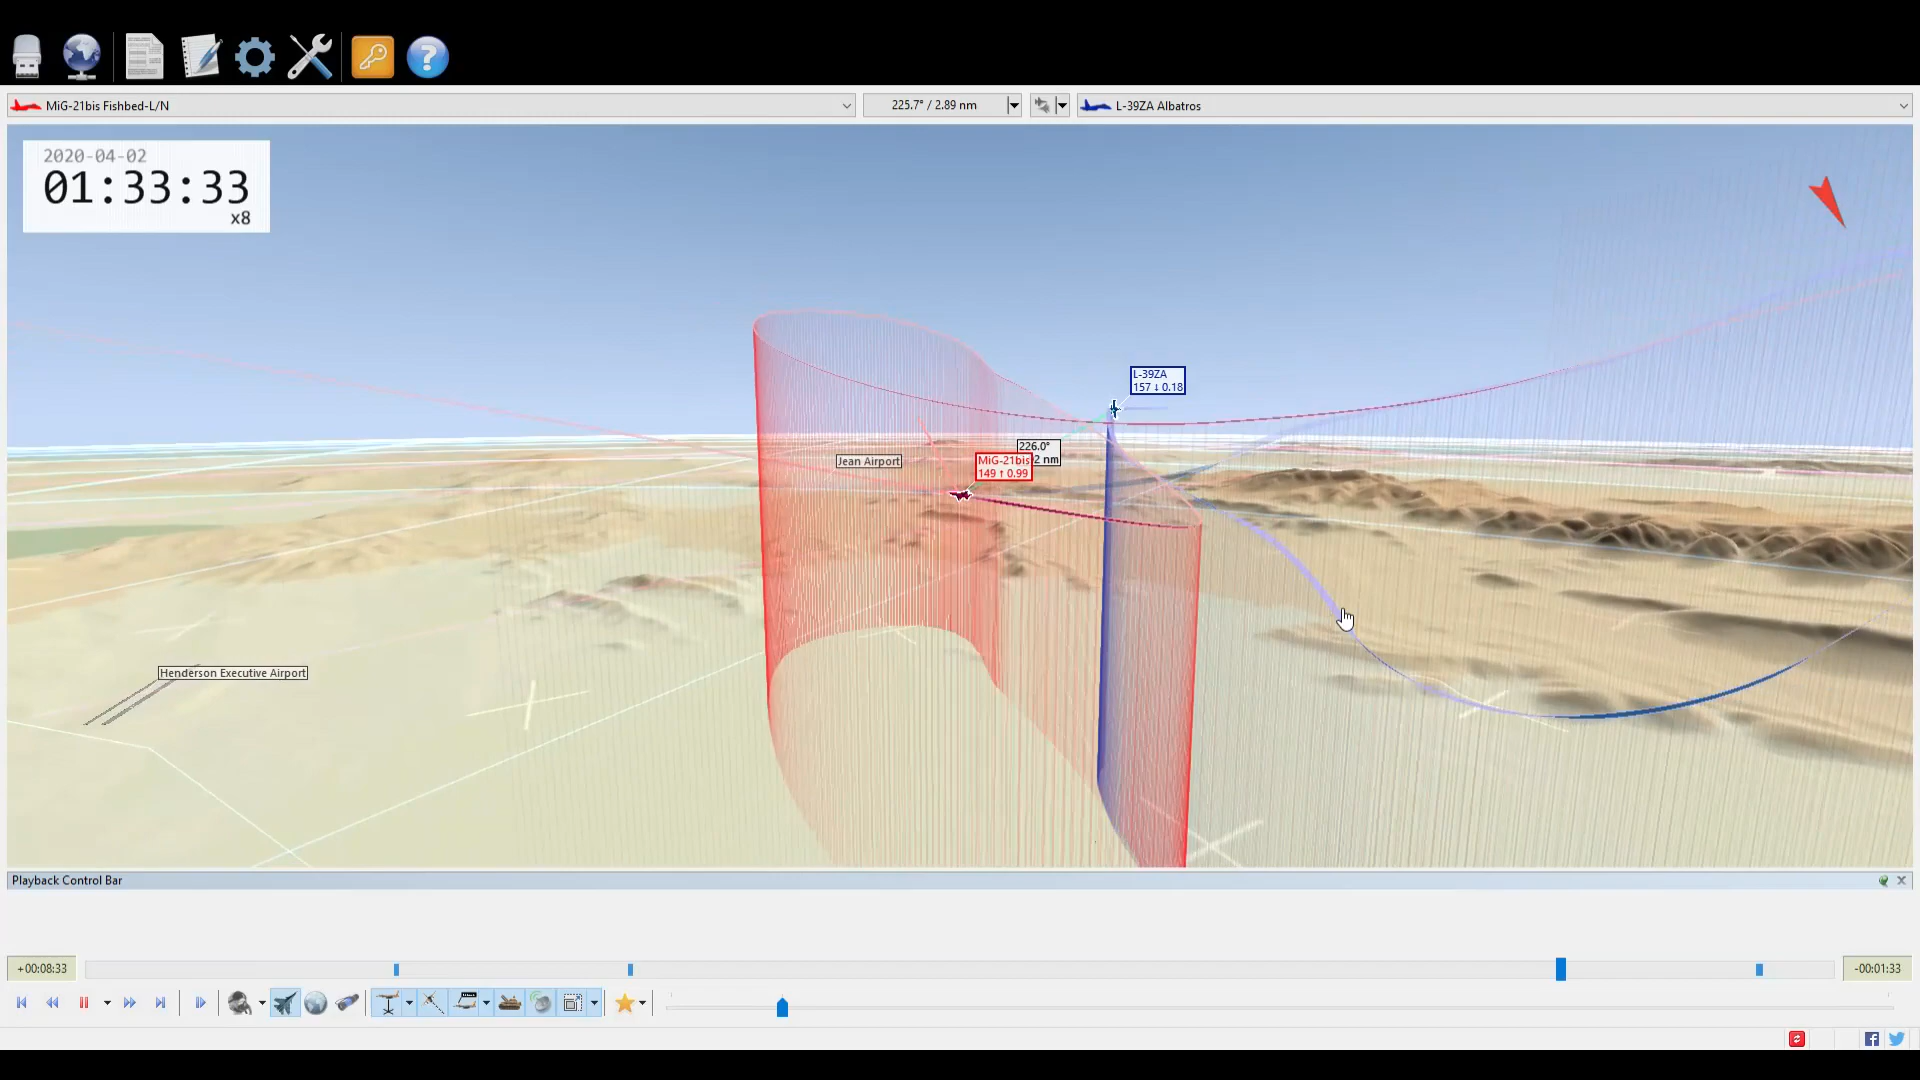 MiG-21bis Fishbed-L/N
225.7° / 2.89 nm
L-39ZA Albatros
2020-04-02
01:33:33
x8
L-39ZA
157 ↓ 0.18
226.0°
2 nm
Jean Airport
MiG-21bis
149 ↑ 0.99
Henderson Executive Airport
Playback Control Bar
+00:08:33
-00:01:33